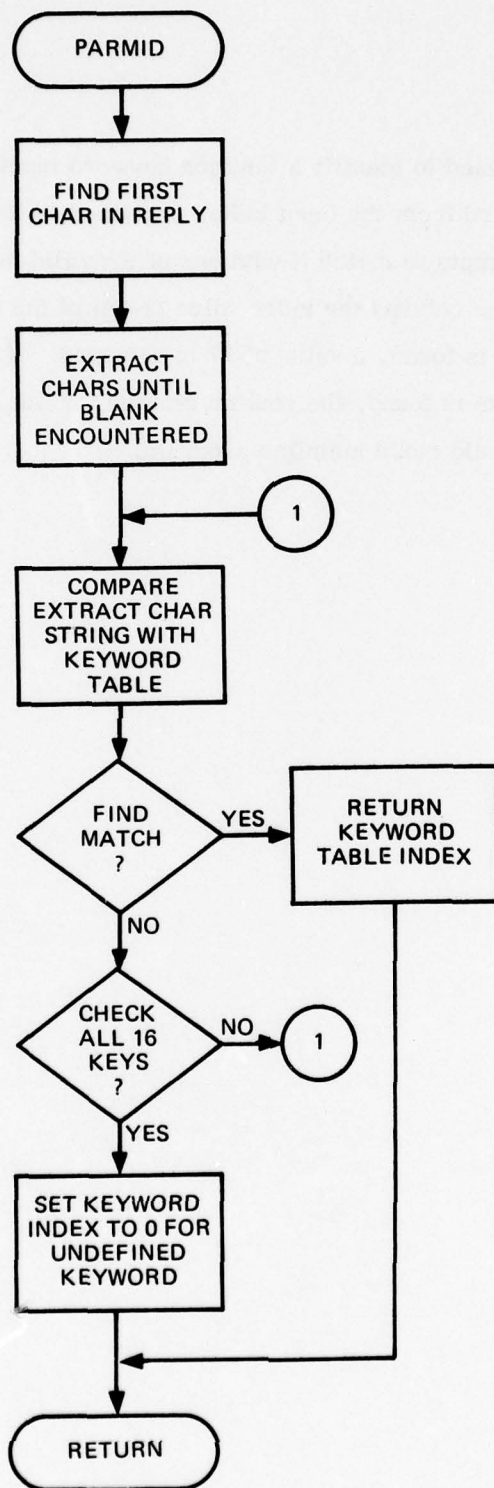 PARMID
FIND FIRST
CHAR IN REPLY
EXTRACT
CHARS UNTIL
BLANK
ENCOUNTERED
1
COMPARE
EXTRACT CHAR
STRING WITH
KEYWORD
TABLE
FIND
MATCH
?
YES
RETURN
KEYWORD
TABLE INDEX
NO
CHECK
ALL 16
KEYS
?
NO
1
YES
SET KEYWORD
INDEX TO 0 FOR
UNDEFINED
KEYWORD
RETURN